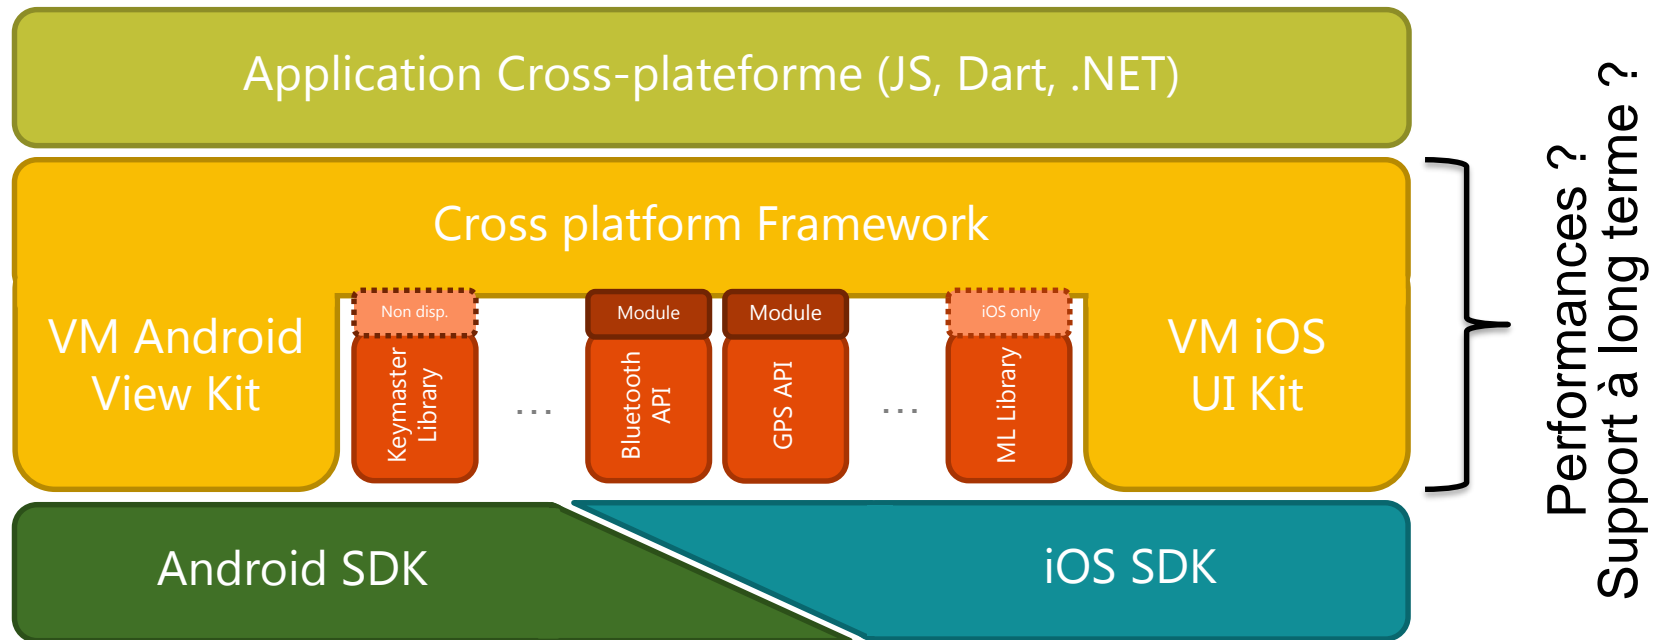 Application Cross-plateforme (JS, Dart, .NET)
Cross platform Framework
VM Android
View Kit
Non disp.
Keymaster
Library
...
Module
Bluetooth
API
Module
GPS API
...
iOS only
ML Library
VM iOS
UI Kit
Android SDK
iOS SDK
Performances ?
Support à long terme ?